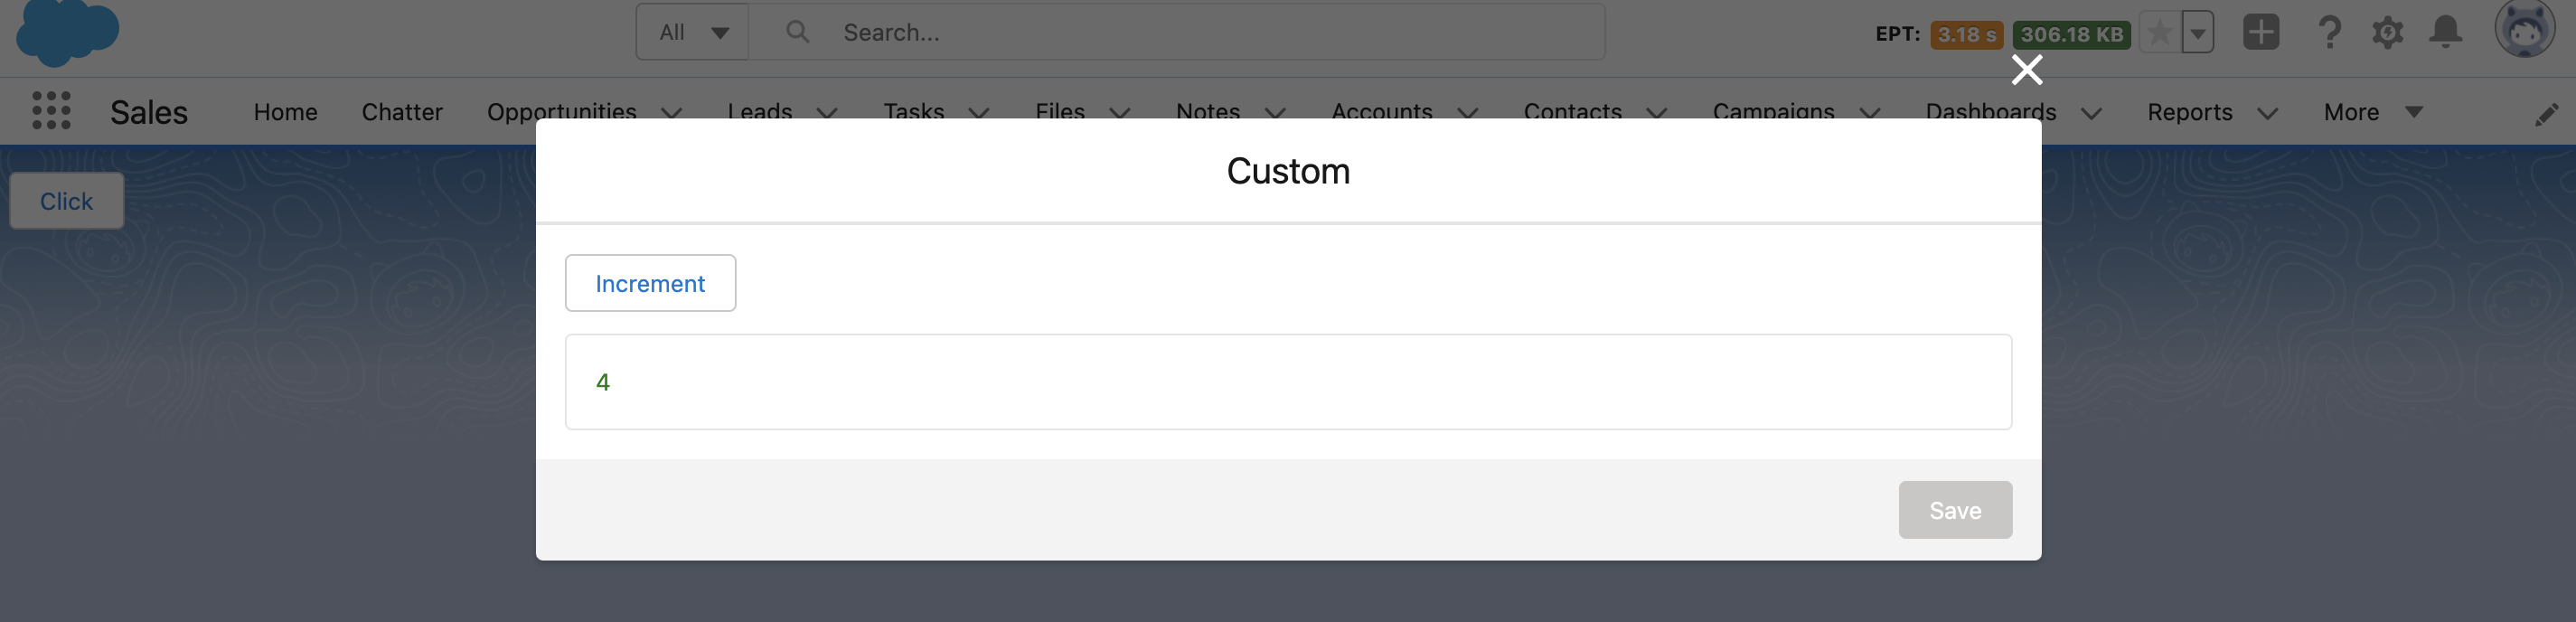 All Search... EPT: 3.18 s 306.18 KB
Sales Home Chatter Opportunities Leads Tasks Files Notes Accounts Contacts Campaigns Dashboards Reports More
Click
Custom
Increment
4
Save